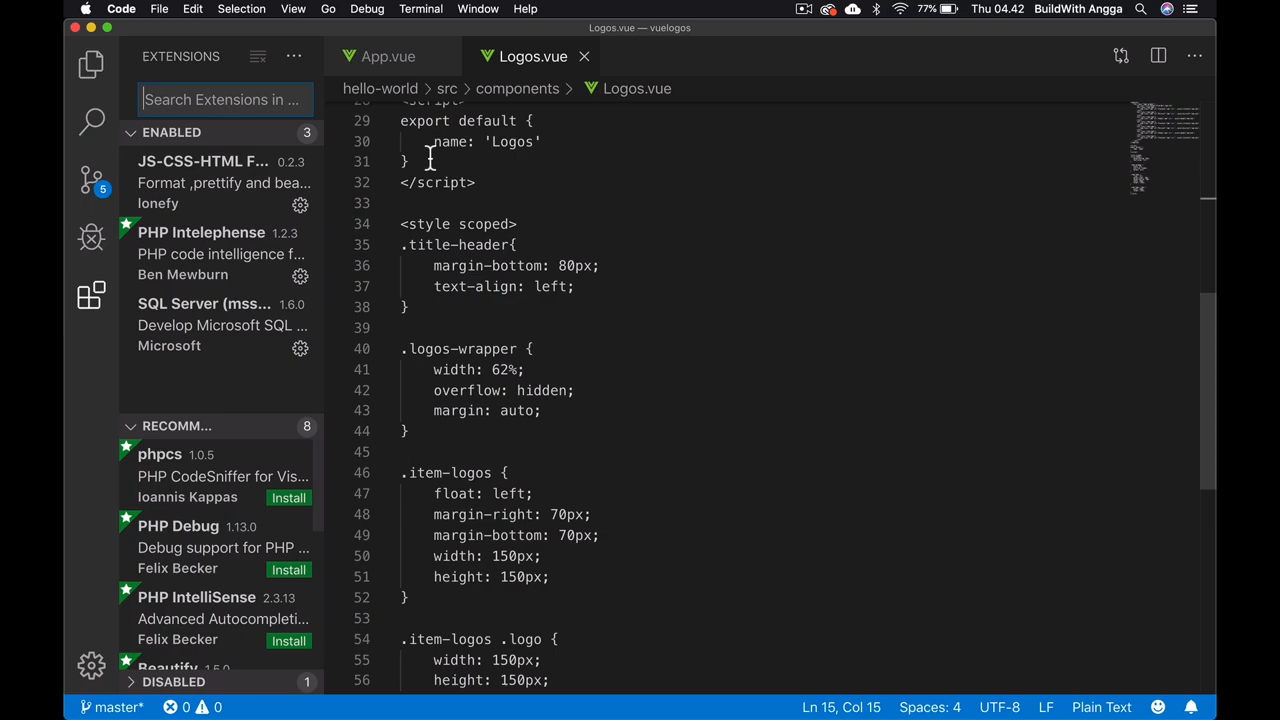 Code File Edit Selection View Go Debug Terminal Window Help 77% Thu 04.42 BuildWith Angga
Logos.vue — vuelogos
EXTENSIONS
Search Extensions in ...
ENABLED 3
JS-CSS-HTML F... 0.2.3
Format ,prettify and bea...
lonefy
PHP Intelephense 1.2.3
PHP code intelligence f...
Ben Mewburn
SQL Server (mss... 1.6.0
Develop Microsoft SQL ...
Microsoft
RECOMM... 8
phpcs 1.0.5
PHP CodeSniffer for Vis...
Ioannis Kappas Install
PHP Debug 1.13.0
Debug support for PHP ...
Felix Becker Install
PHP IntelliSense 2.3.13
Advanced Autocompleti...
Felix Becker Install
Beautify 1.5.0
DISABLED 1
5
App.vue Logos.vue
hello-world > src > components > Logos.vue
28 <script>
29 export default {
30 name: 'Logos'
31 }
32 </script>
33
34 <style scoped>
35 .title-header{
36 margin-bottom: 80px;
37 text-align: left;
38 }
39
40 .logos-wrapper {
41 width: 62%;
42 overflow: hidden;
43 margin: auto;
44 }
45
46 .item-logos {
47 float: left;
48 margin-right: 70px;
49 margin-bottom: 70px;
50 width: 150px;
51 height: 150px;
52 }
53
54 .item-logos .logo {
55 width: 150px;
56 height: 150px;
master* 0 0 Ln 15, Col 15 Spaces: 4 UTF-8 LF Plain Text